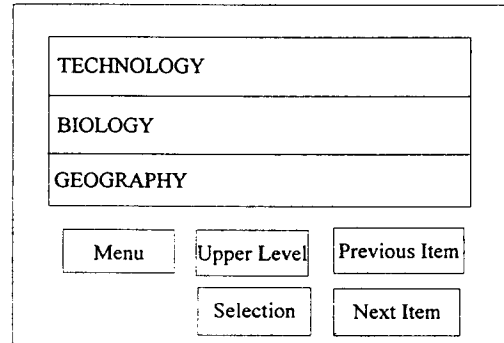 TECHNOLOGY
BIOLOGY
GEOGRAPHY
Menu Upper Level Previous Item
Selection Next Item